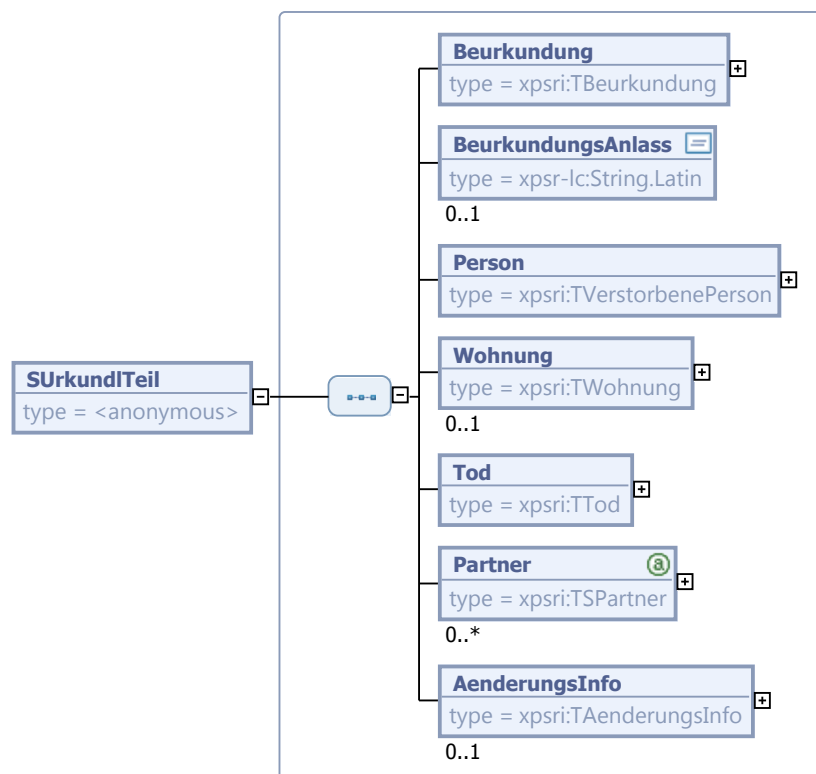 Beurkundung
type = xpsri:TBeurkundung
BeurkundungsAnlass
type = xpsr-lc:String.Latin
0..1
Person
type = xpsri:TVerstorbenePerson
Wohnung
type = xpsri:TWohnung
0..1
SUrkundlTeil
type = <anonymous>
Tod
type = xpsri:TTod
Partner
type = xpsri:TSPartner
0..*
AenderungsInfo
type = xpsri:TAenderungsInfo
0..1